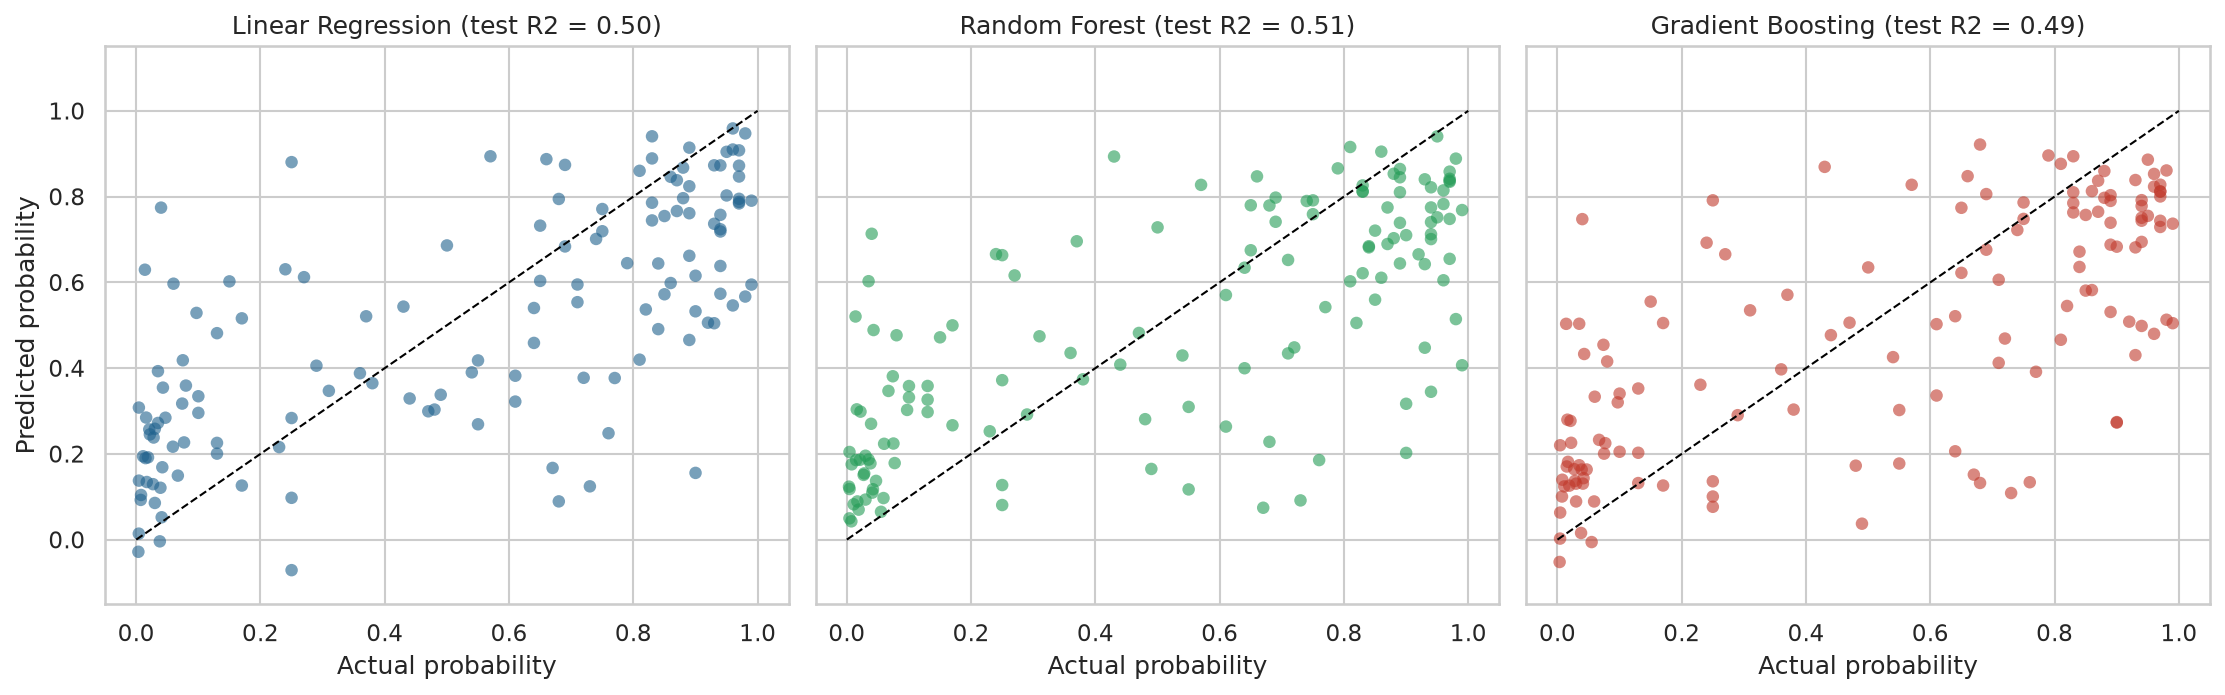 Linear Regression (test R2 = 0.50)
Random Forest (test R2 = 0.51)
Gradient Boosting (test R2 = 0.49)
Predicted probability
1.0
0.8
0.6
0.4
0.2
0.0
0.0 0.2 0.4 0.6 0.8 1.0
0.0 0.2 0.4 0.6 0.8 1.0
0.0 0.2 0.4 0.6 0.8 1.0
Actual probability
Actual probability
Actual probability